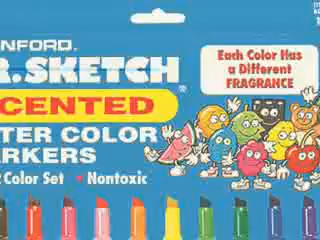 NFORD®
R. SKETCH®
CENTED
TER COLOR
ARKERS
Color Set • Nontoxic
Each Color Has
a Different
FRAGRANCE